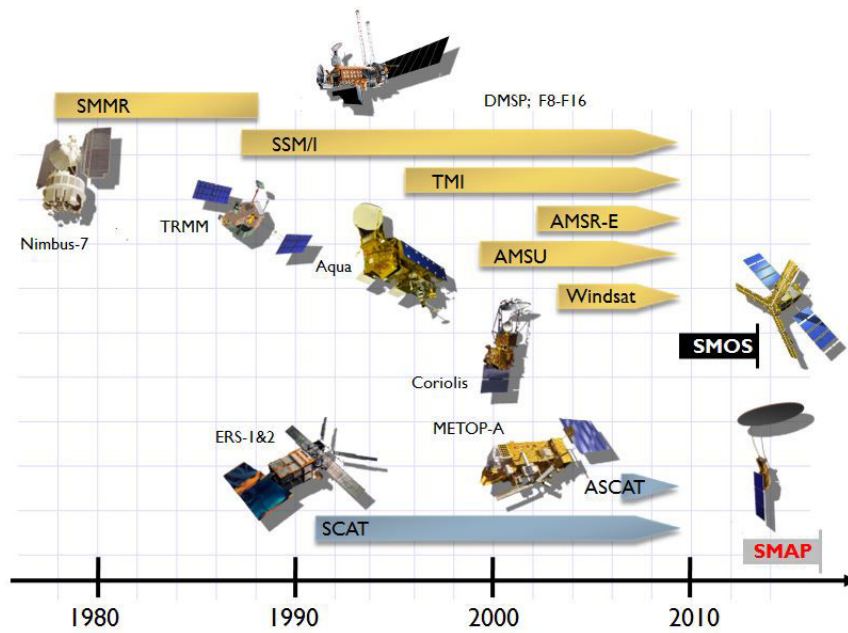 SMMR
DMSP; F8-F16
SSM/I
TMI
AMSR-E
TRMM
Nimbus-7
Aqua
AMSU
Windsat
SMOS
Coriolis
ERS-1&2
METOP-A
ASCAT
SCAT
SMAP
1980
1990
2000
2010